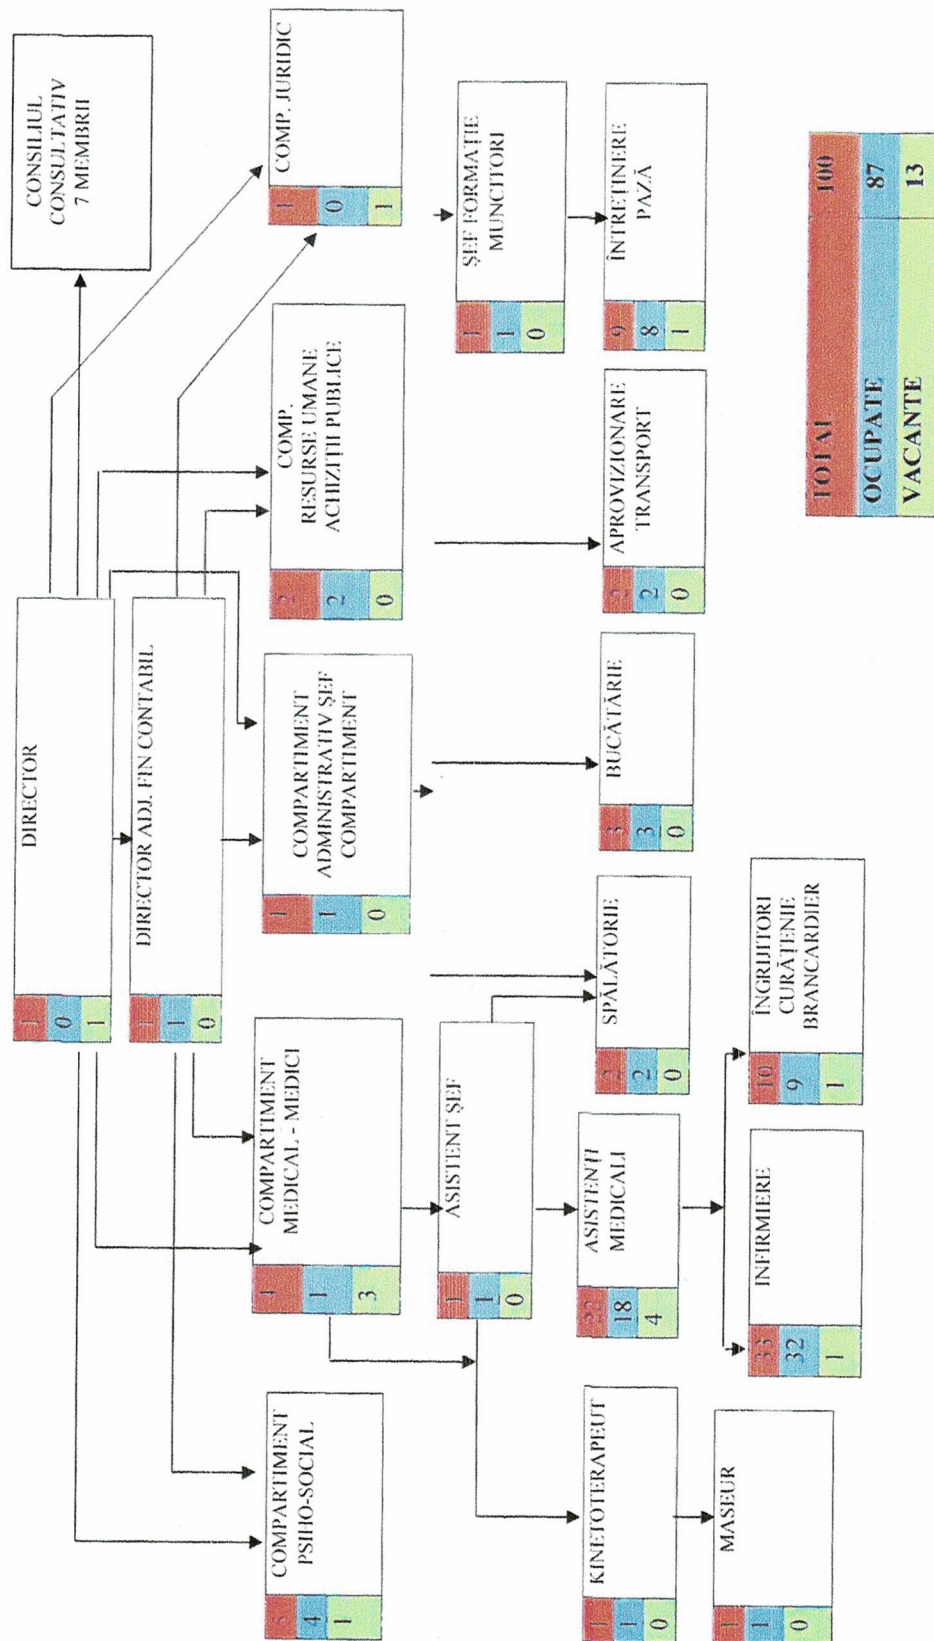 CONSILIUL
CONSULTATIV
7 MEMBRII
DIRECTOR
1
0
1
DIRECTOR ADJ. FIN CONTABIL
1
1
0
COMPARTIMENT
PSIHO-SOCIAL
5
4
1
COMPARTIMENT
MEDICAL - MEDICI
4
1
3
COMPARTIMENT
ADMINISTRATIV ȘEF
COMPARTIMENT
1
1
0
COMP.
RESURSE UMANE
ACHIZIȚII PUBLICE
2
2
0
COMP. JURIDIC
1
0
1
ASISTENT ȘEF
1
1
0
ȘEF FORMAȚIE
MUNCITORI
1
1
0
KINETOTERAPEUT
1
1
0
ASISTENȚI
MEDICALI
22
18
4
SPĂLĂTORIE
2
2
0
BUCĂTĂRIE
3
3
0
APROVIZIONARE
TRANSPORT
2
2
0
ÎNTREȚINERE
PAZĂ
9
8
1
MASEUR
1
1
0
INFIRMIERE
33
32
1
ÎNGRIJITORI
CURĂȚENIE
BRANCARDIER
10
9
1
TOTAL 100
OCUPATE 87
VACANTE 13